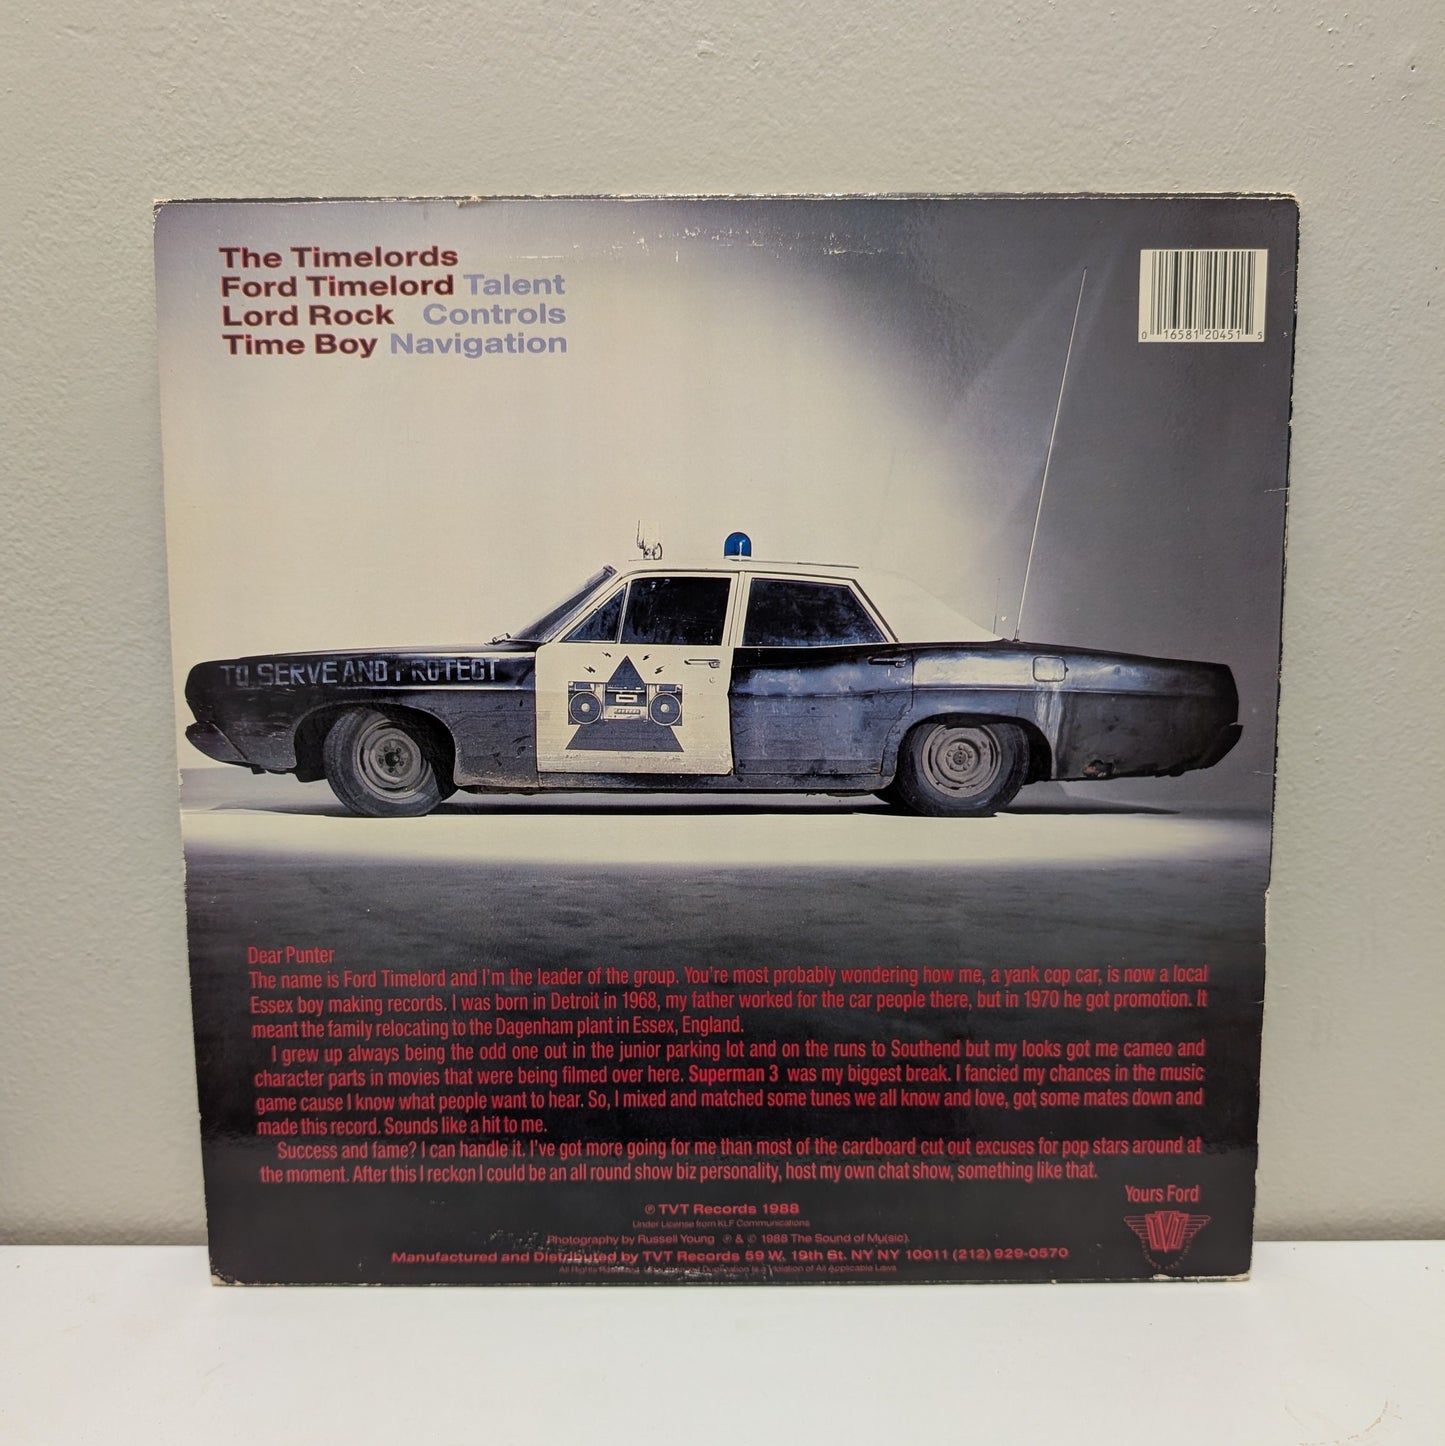 The Timelords
Ford Timelord Talent
Lord Rock Controls
Time Boy Navigation
0 16581 20451 5
TO SERVE AND PROTECT
Dear Punter
The name is Ford Timelord and I'm the leader of the group. You're most probably wondering how me, a yank cop car, is now a local
Essex boy making records. I was born in Detroit in 1968, my father worked for the car people there, but in 1970 he got promotion. It
meant the family relocating to the Dagenham plant in Essex, England.
I grew up always being the odd one out in the junior parking lot and on the runs to Southend but my looks got me cameo and
character parts in movies that were being filmed over here. Superman 3 was my biggest break. I fancied my chances in the music
game cause I know what people want to hear. So, I mixed and matched some tunes we all know and love, got some mates down and
made this record. Sounds like a hit to me.
Success and fame? I can handle it. I've got more going for me than most of the cardboard cut out excuses for pop stars around at
the moment. After this I reckon I could be an all round show biz personality, host my own chat show, something like that.
Yours Ford
℗ TVT Records 1988
Under License from KLF Communications
Photography by Russell Young ℗ & © 1988 The Sound of Mu(sic).
Manufactured and Distributed by TVT Records 59 W. 19th St. NY NY 10011 (212) 929-0570
All Rights Reserved. Unauthorized Duplication is a Violation of All Applicable Laws
TVT